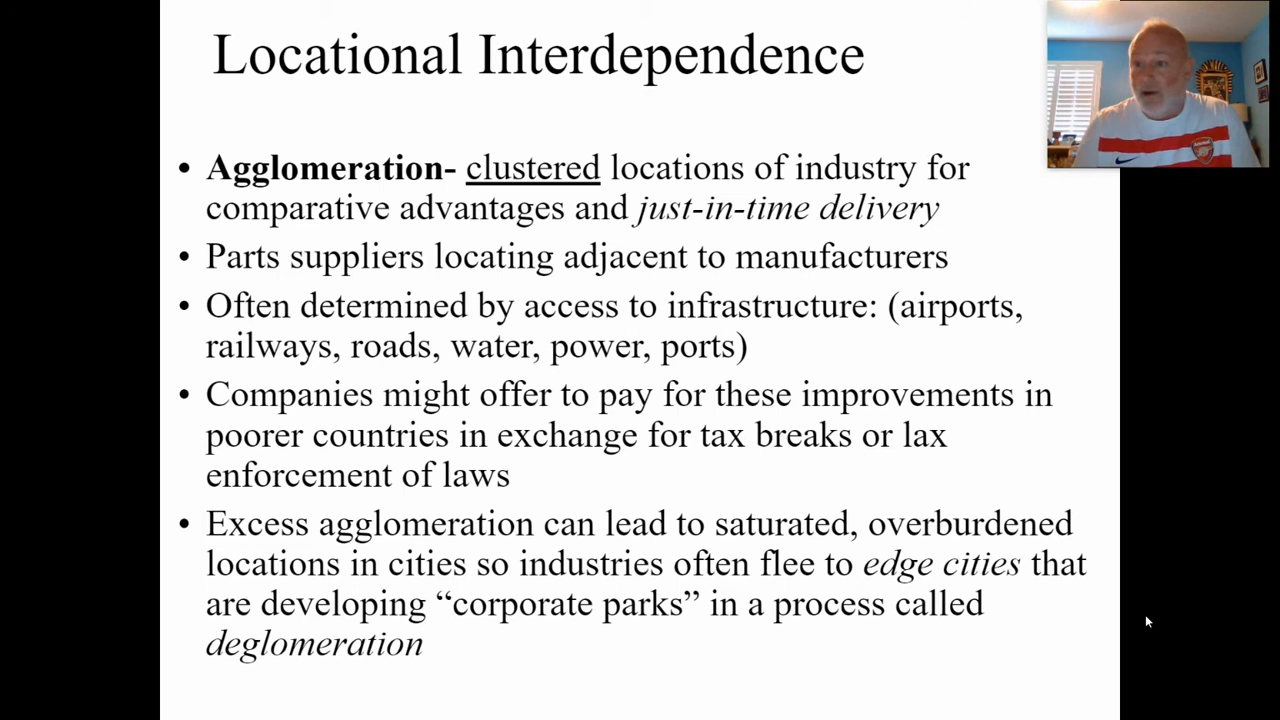 Locational Interdependence
• Agglomeration- clustered locations of industry for
comparative advantages and just-in-time delivery
• Parts suppliers locating adjacent to manufacturers
• Often determined by access to infrastructure: (airports,
railways, roads, water, power, ports)
• Companies might offer to pay for these improvements in
poorer countries in exchange for tax breaks or lax
enforcement of laws
• Excess agglomeration can lead to saturated, overburdened
locations in cities so industries often flee to edge cities that
are developing “corporate parks” in a process called
deglomeration